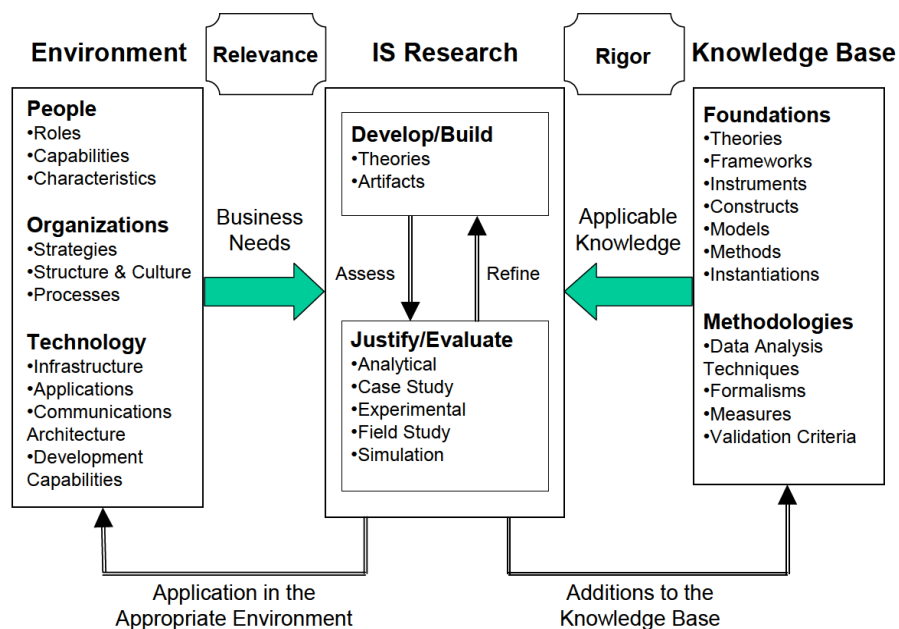 Environment
Relevance
IS Research
Rigor
Knowledge Base
People
•Roles
•Capabilities
•Characteristics
Organizations
•Strategies
•Structure & Culture
•Processes
Technology
•Infrastructure
•Applications
•Communications
Architecture
•Development
Capabilities
Business
Needs
Develop/Build
•Theories
•Artifacts
Assess
Refine
Justify/Evaluate
•Analytical
•Case Study
•Experimental
•Field Study
•Simulation
Applicable
Knowledge
Foundations
•Theories
•Frameworks
•Instruments
•Constructs
•Models
•Methods
•Instantiations
Methodologies
•Data Analysis
Techniques
•Formalisms
•Measures
•Validation Criteria
Application in the
Appropriate Environment
Additions to the
Knowledge Base